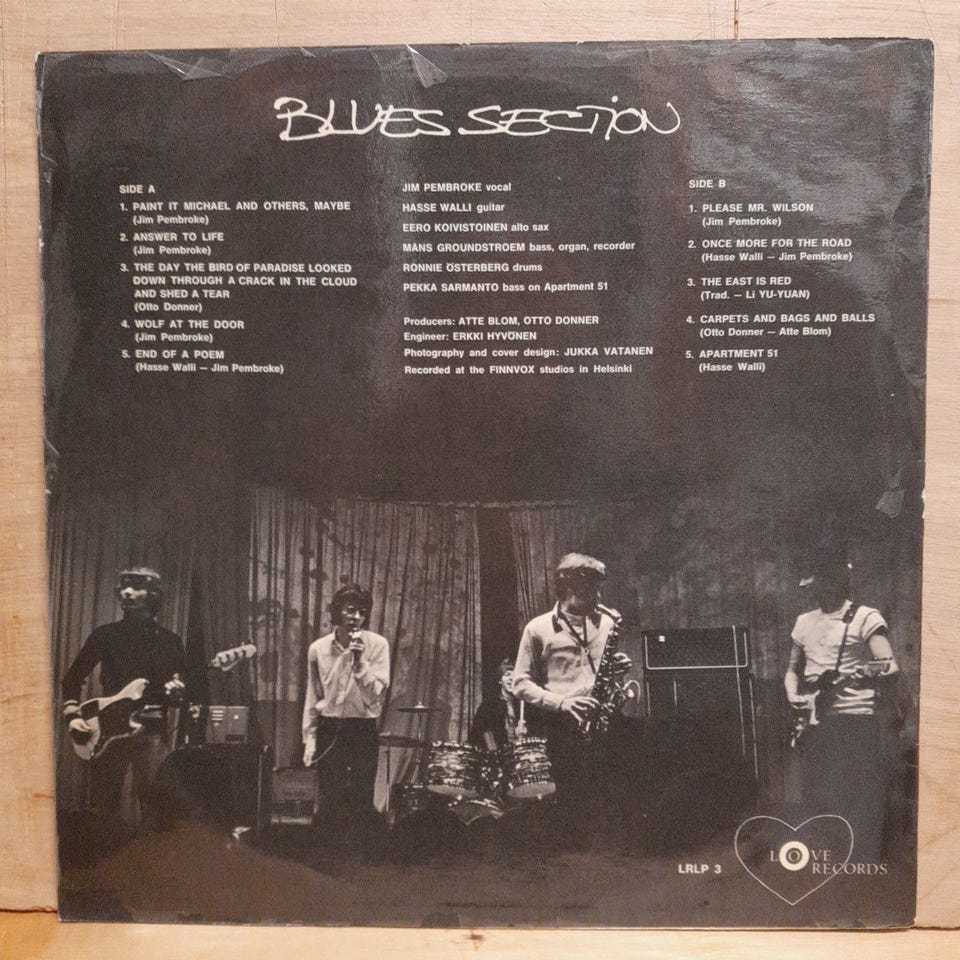 BLUES SECTION
SIDE A
1. PAINT IT MICHAEL AND OTHERS, MAYBE
(Jim Pembroke)
2. ANSWER TO LIFE
(Jim Pembroke)
3. THE DAY THE BIRD OF PARADISE LOOKED
DOWN THROUGH A CRACK IN THE CLOUD
AND SHED A TEAR
(Otto Donner)
4. WOLF AT THE DOOR
(Jim Pembroke)
5. END OF A POEM
(Hasse Walli — Jim Pembroke)
JIM PEMBROKE vocal
HASSE WALLI guitar
EERO KOIVISTOINEN alto sax
MÅNS GROUNDSTROEM bass, organ, recorder
RONNIE ÖSTERBERG drums
PEKKA SARMANTO bass on Apartment 51
Producers: ATTE BLOM, OTTO DONNER
Engineer: ERKKI HYVÖNEN
Photography and cover design: JUKKA VATANEN
Recorded at the FINNVOX studios in Helsinki
SIDE B
1. PLEASE MR. WILSON
(Jim Pembroke)
2. ONCE MORE FOR THE ROAD
(Hasse Walli — Jim Pembroke)
3. THE EAST IS RED
(Trad. — Li YU-YUAN)
4. CARPETS AND BAGS AND BALLS
(Otto Donner — Atte Blom)
5. APARTMENT 51
(Hasse Walli)
LRLP 3
LOVE
RECORDS